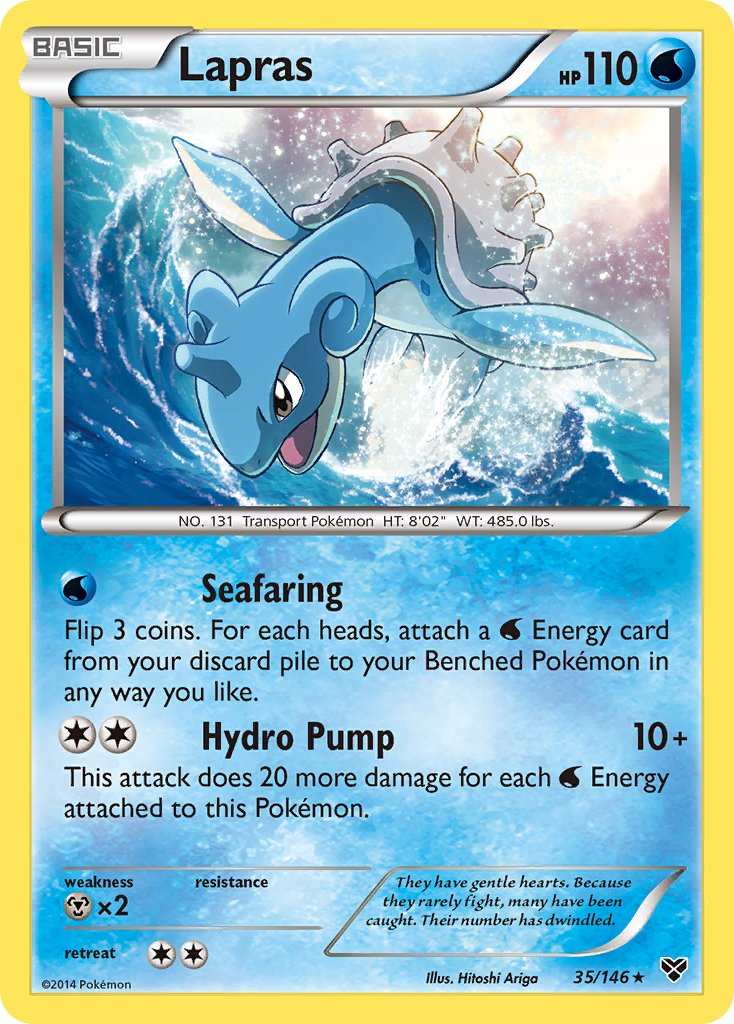 BASIC
Lapras
HP110
NO. 131 Transport Pokémon HT: 8'02" WT: 485.0 lbs.
Seafaring
Flip 3 coins. For each heads, attach a Energy card
from your discard pile to your Benched Pokémon in
any way you like.
Hydro Pump 10+
This attack does 20 more damage for each Energy
attached to this Pokémon.
weakness resistance
×2
They have gentle hearts. Because
they rarely fight, many have been
caught. Their number has dwindled.
retreat
©2014 Pokémon
Illus. Hitoshi Ariga
35/146★